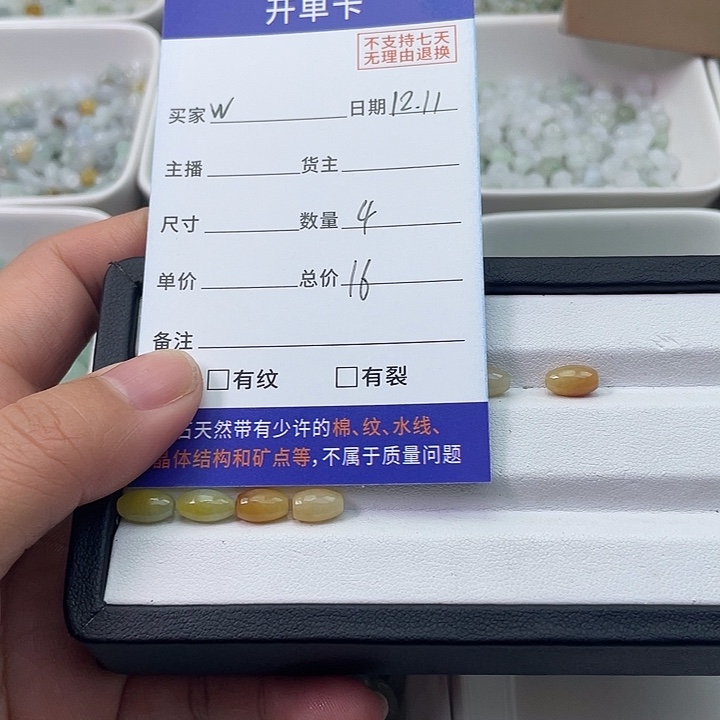 开单卡
不支持七天
无理由退换
买家 W 日期 12.11
主播 货主
尺寸 数量 4
单价 总价 16
备注
□有纹 □有裂
石天然带有少许的棉、纹、水线、
晶体结构和矿点等,不属于质量问题